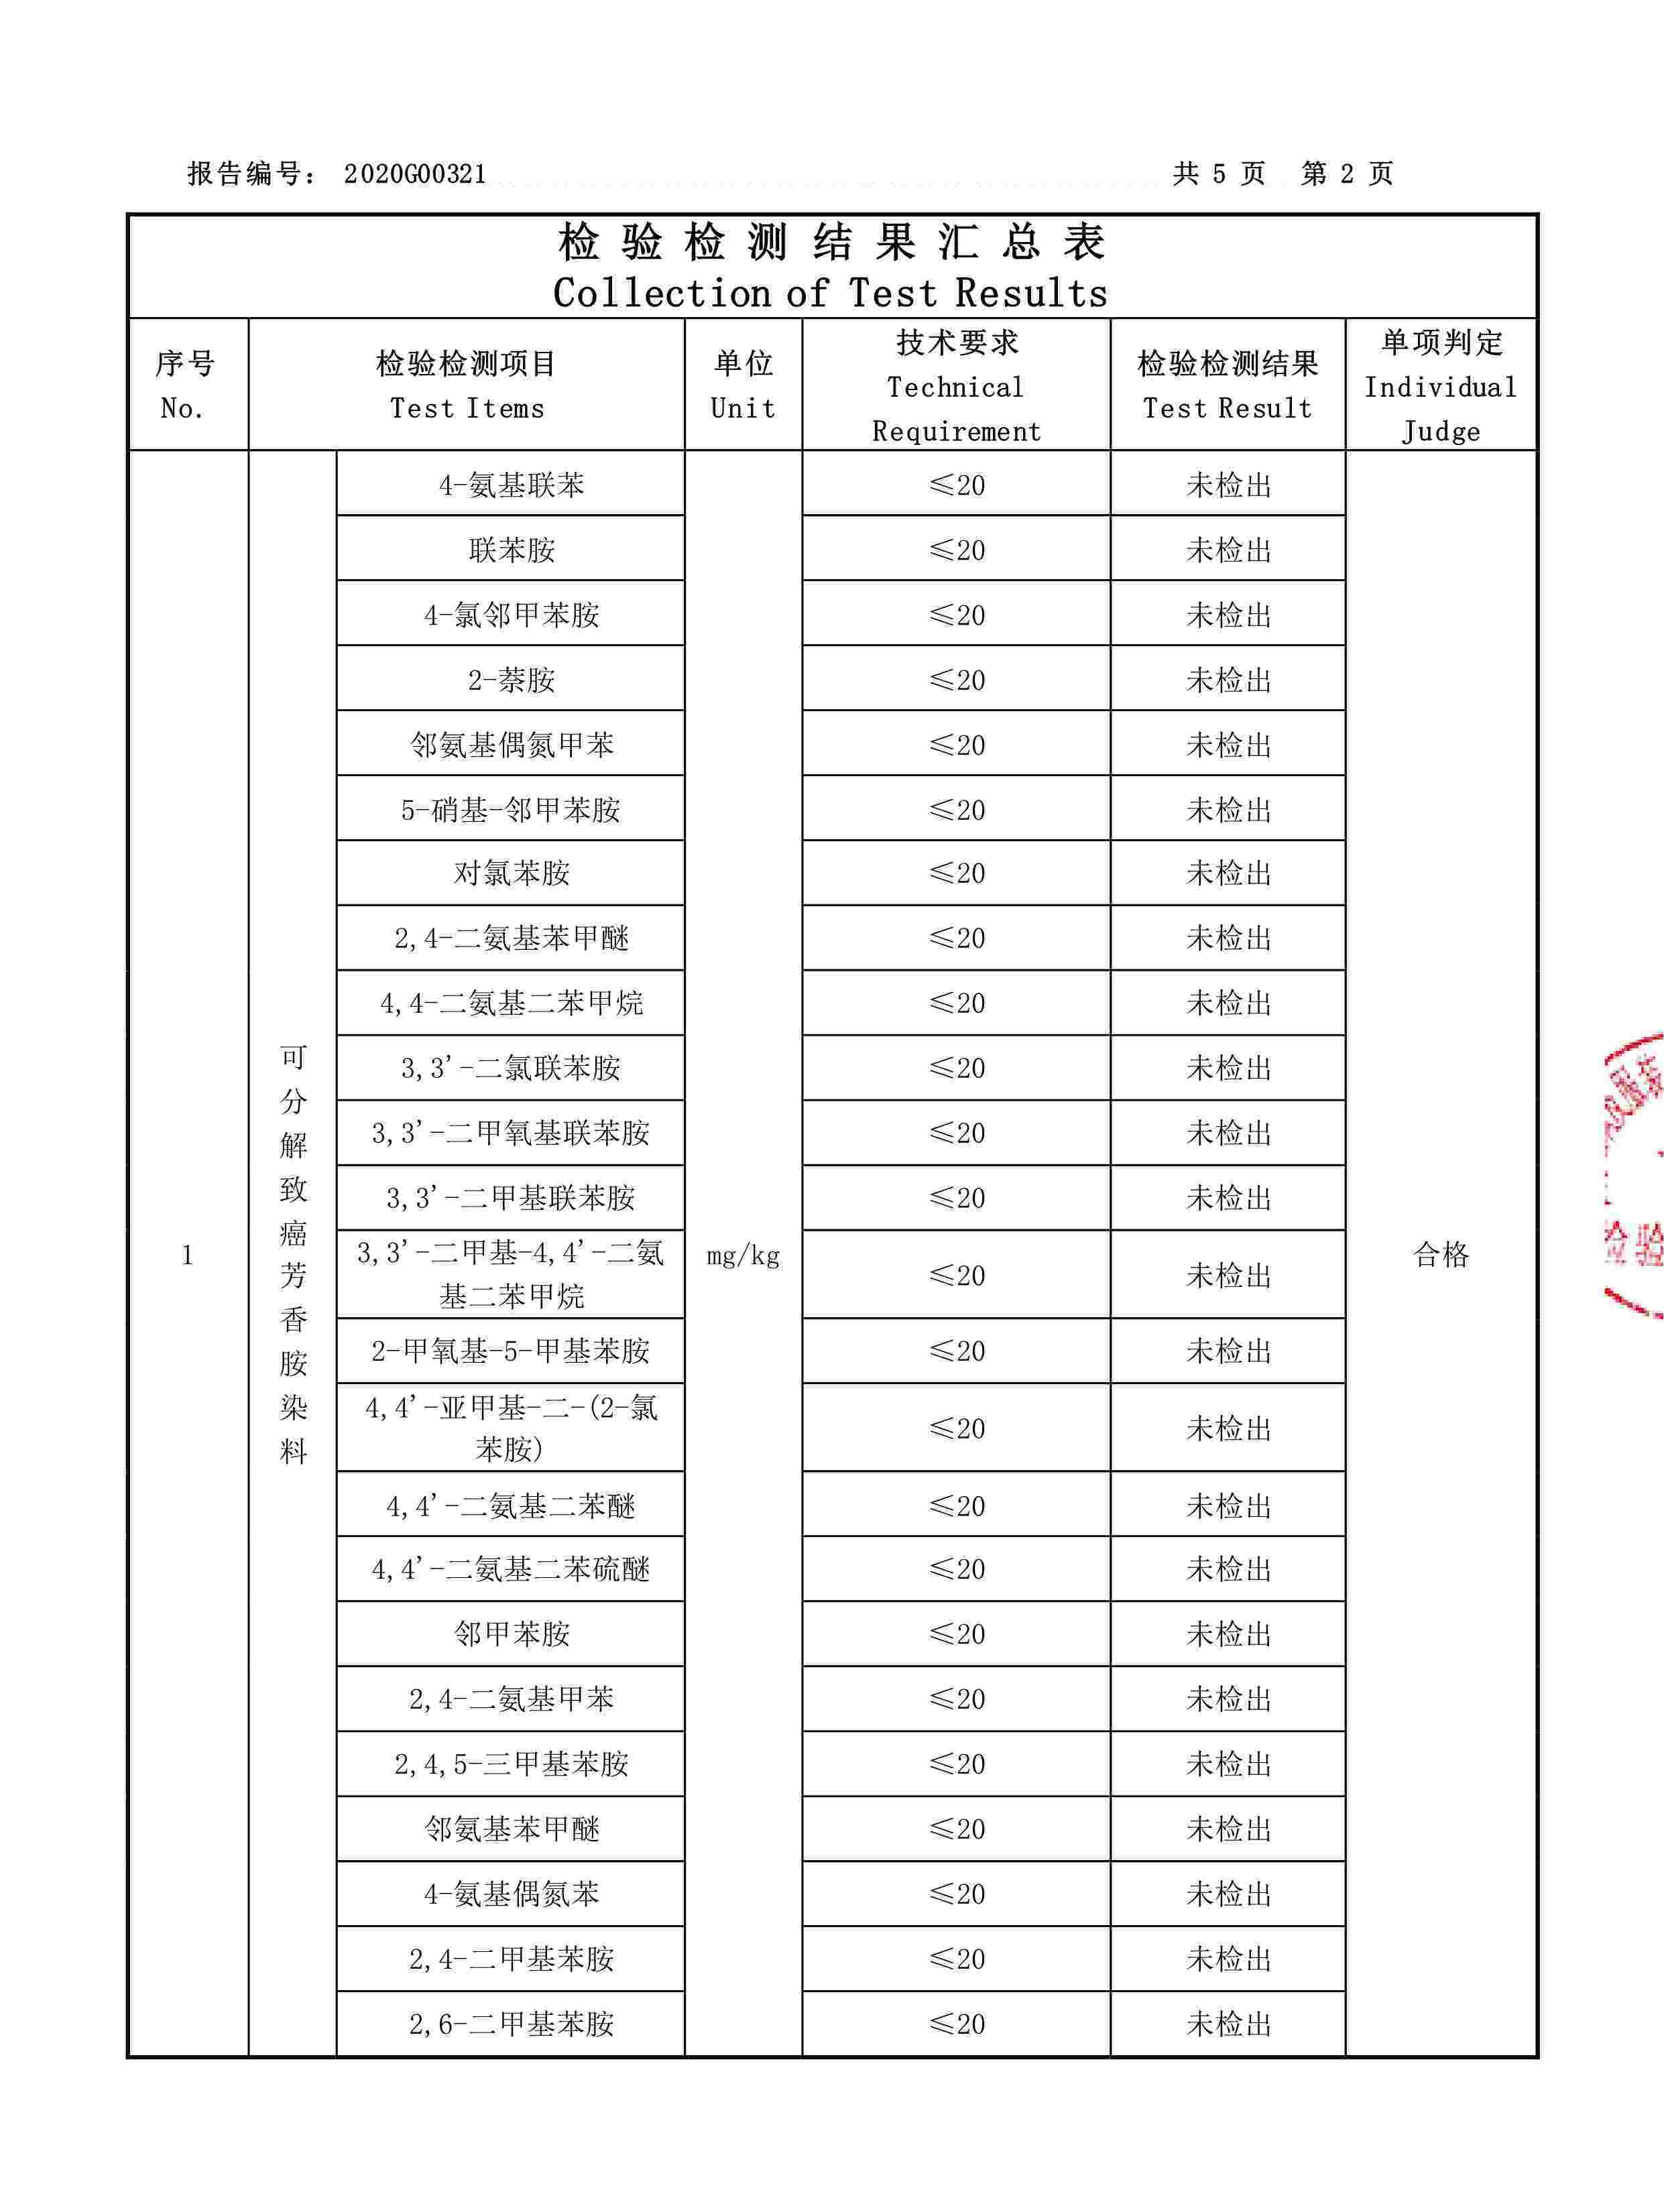 报告编号： 2020G00321 共 5 页 第 2 页
检验检测结果汇总表
Collection of Test Results
序号 No. 检验检测项目 Test Items 单位 Unit 技术要求 Technical Requirement 检验检测结果 Test Result 单项判定 Individual Judge
1 可分解致癌芳香胺染料 mg/kg 合格
4-氨基联苯 ≤20 未检出
联苯胺 ≤20 未检出
4-氯邻甲苯胺 ≤20 未检出
2-萘胺 ≤20 未检出
邻氨基偶氮甲苯 ≤20 未检出
5-硝基-邻甲苯胺 ≤20 未检出
对氯苯胺 ≤20 未检出
2,4-二氨基苯甲醚 ≤20 未检出
4,4-二氨基二苯甲烷 ≤20 未检出
3,3'-二氯联苯胺 ≤20 未检出
3,3'-二甲氧基联苯胺 ≤20 未检出
3,3'-二甲基联苯胺 ≤20 未检出
3,3'-二甲基-4,4'-二氨基二苯甲烷 ≤20 未检出
2-甲氧基-5-甲基苯胺 ≤20 未检出
4,4'-亚甲基-二-(2-氯苯胺) ≤20 未检出
4,4'-二氨基二苯醚 ≤20 未检出
4,4'-二氨基二苯硫醚 ≤20 未检出
邻甲苯胺 ≤20 未检出
2,4-二氨基甲苯 ≤20 未检出
2,4,5-三甲基苯胺 ≤20 未检出
邻氨基苯甲醚 ≤20 未检出
4-氨基偶氮苯 ≤20 未检出
2,4-二甲基苯胺 ≤20 未检出
2,6-二甲基苯胺 ≤20 未检出
检验